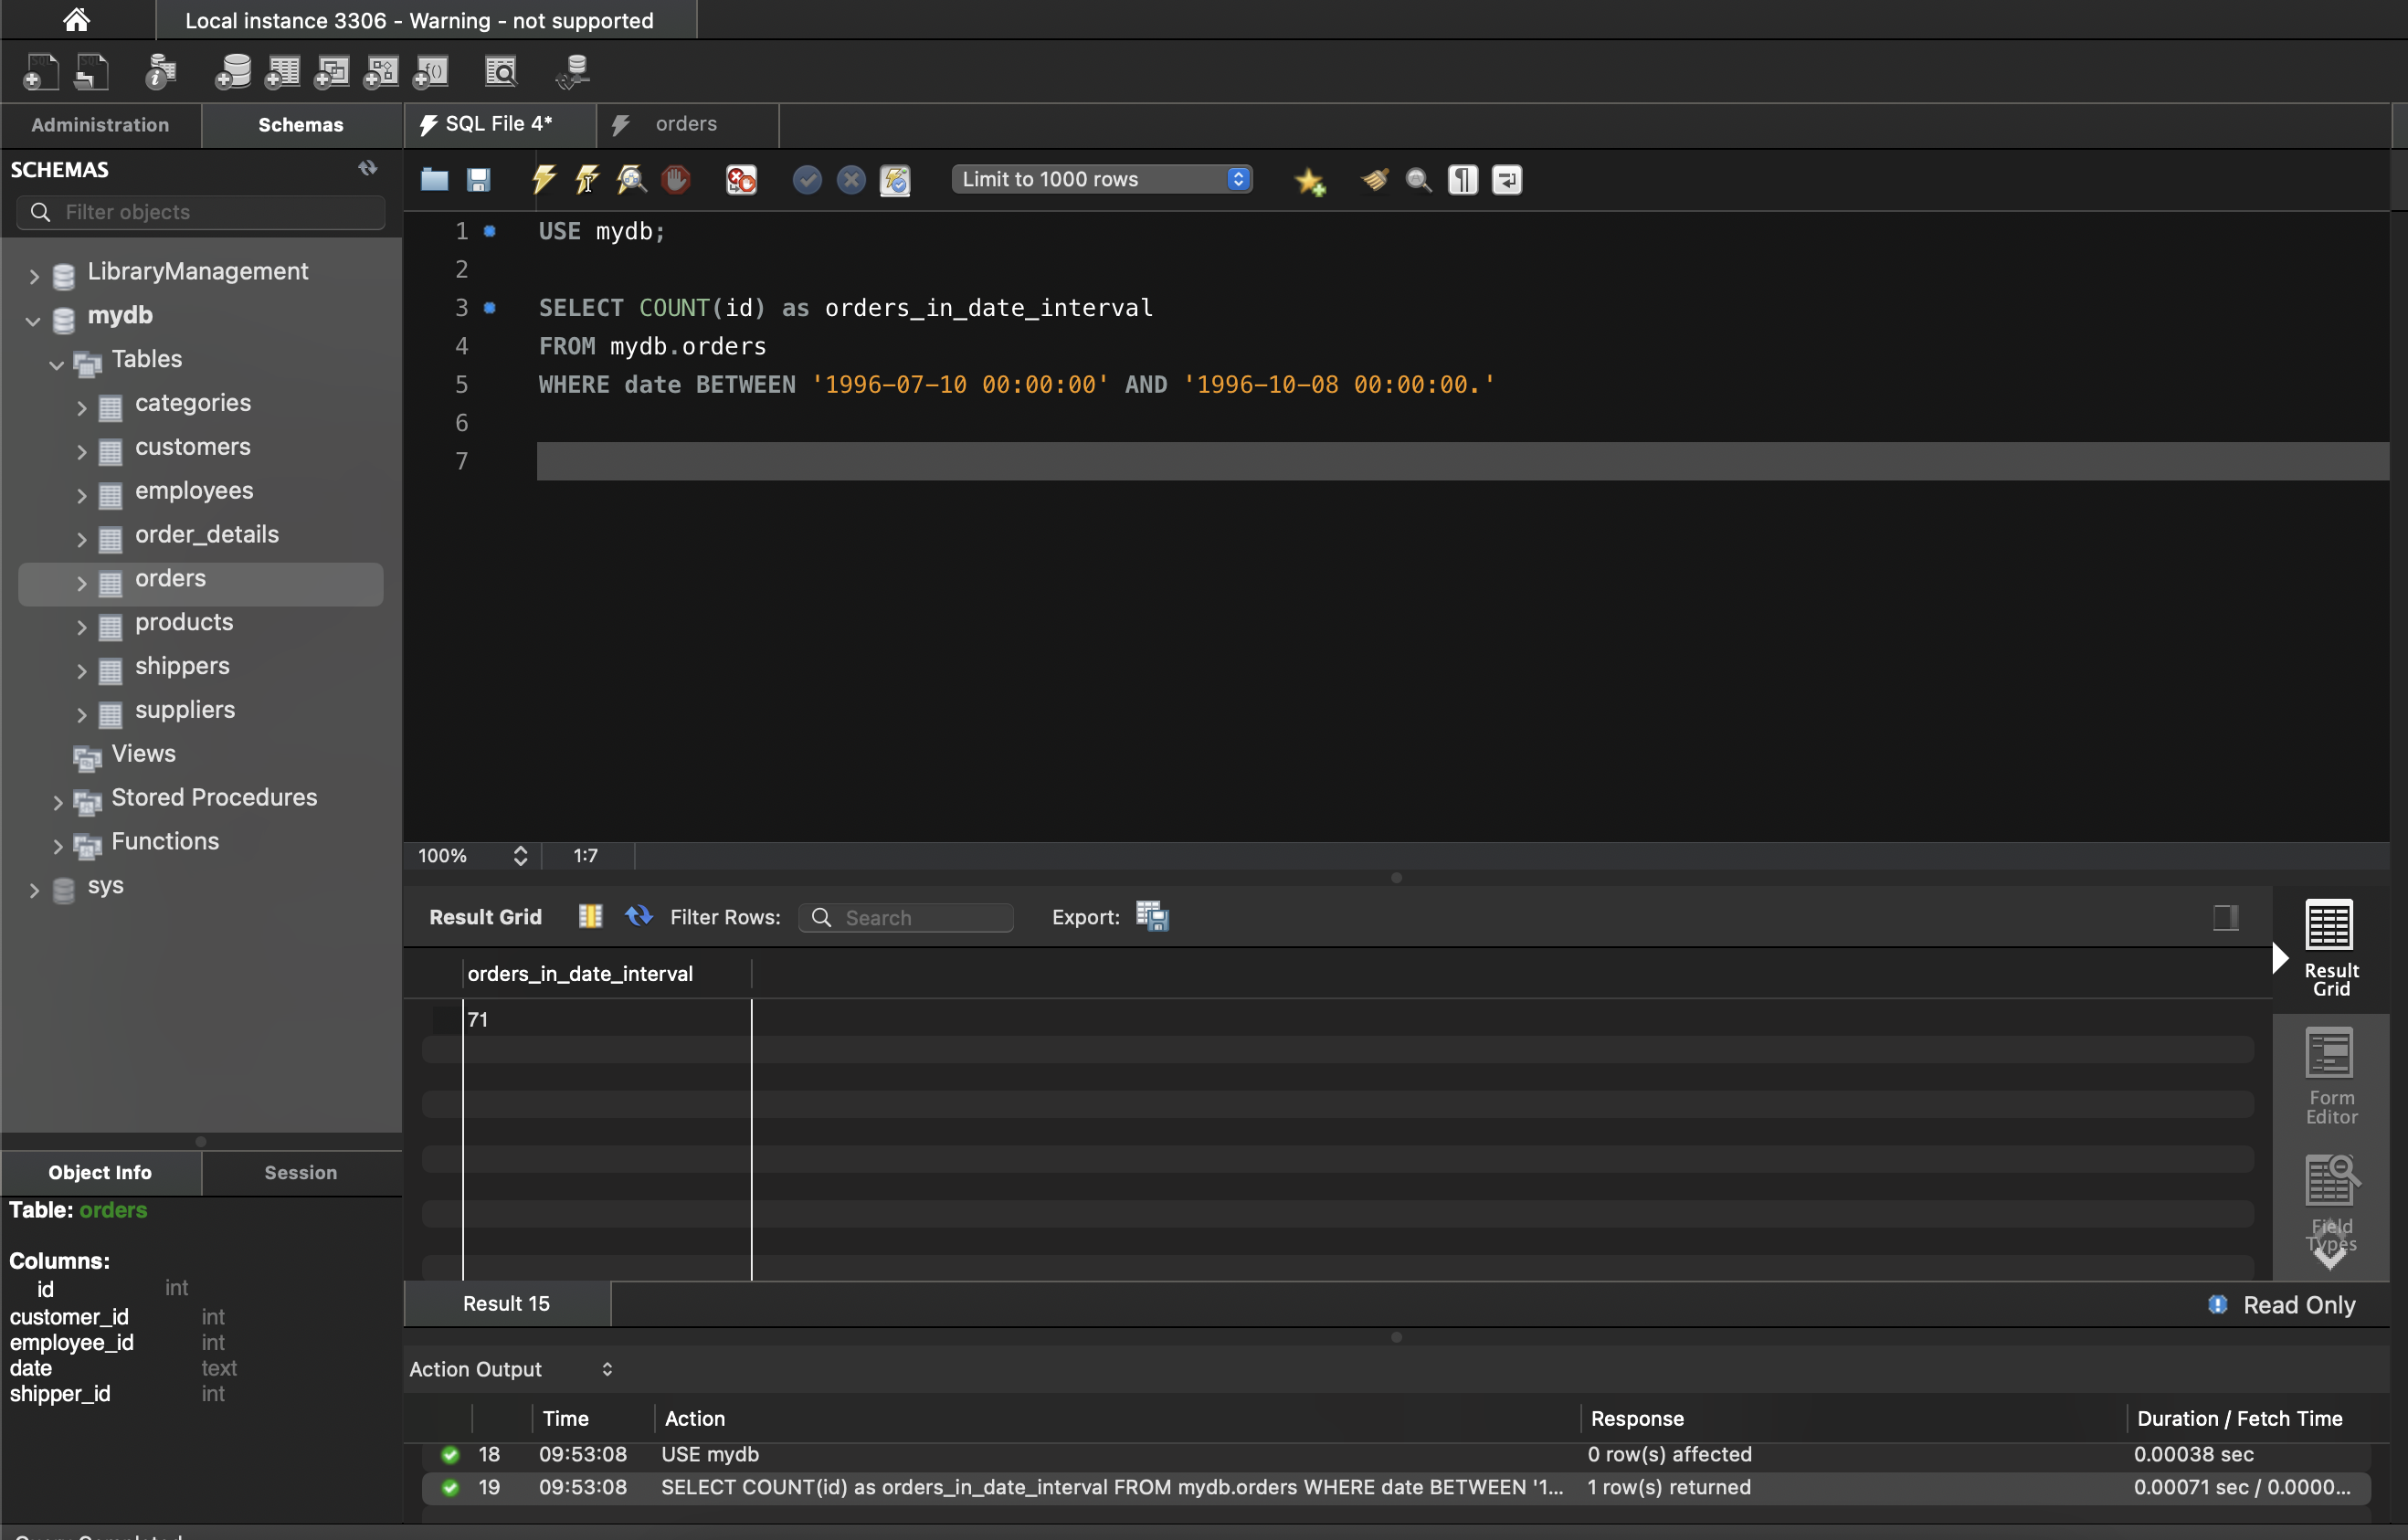 Local instance 3306 - Warning - not supported
Administration
Schemas
SQL File 4*
orders
SCHEMAS
Filter objects
Limit to 1000 rows
LibraryManagement
mydb
Tables
categories
customers
employees
order_details
orders
products
shippers
suppliers
Views
Stored Procedures
Functions
sys
1 USE mydb;
2
3 SELECT COUNT(id) as orders_in_date_interval
4 FROM mydb.orders
5 WHERE date BETWEEN '1996-07-10 00:00:00' AND '1996-10-08 00:00:00.'
6
7
100% 1:7
Result Grid
Filter Rows:
Search
Export:
orders_in_date_interval
71
Result
Grid
Form
Editor
Field
Types
Result 15
Read Only
Object Info
Session
Table: orders
Columns:
id int
customer_id int
employee_id int
date text
shipper_id int
Action Output
Time Action Response Duration / Fetch Time
18 09:53:08 USE mydb 0 row(s) affected 0.00038 sec
19 09:53:08 SELECT COUNT(id) as orders_in_date_interval FROM mydb.orders WHERE date BETWEEN '1... 1 row(s) returned 0.00071 sec / 0.0000...